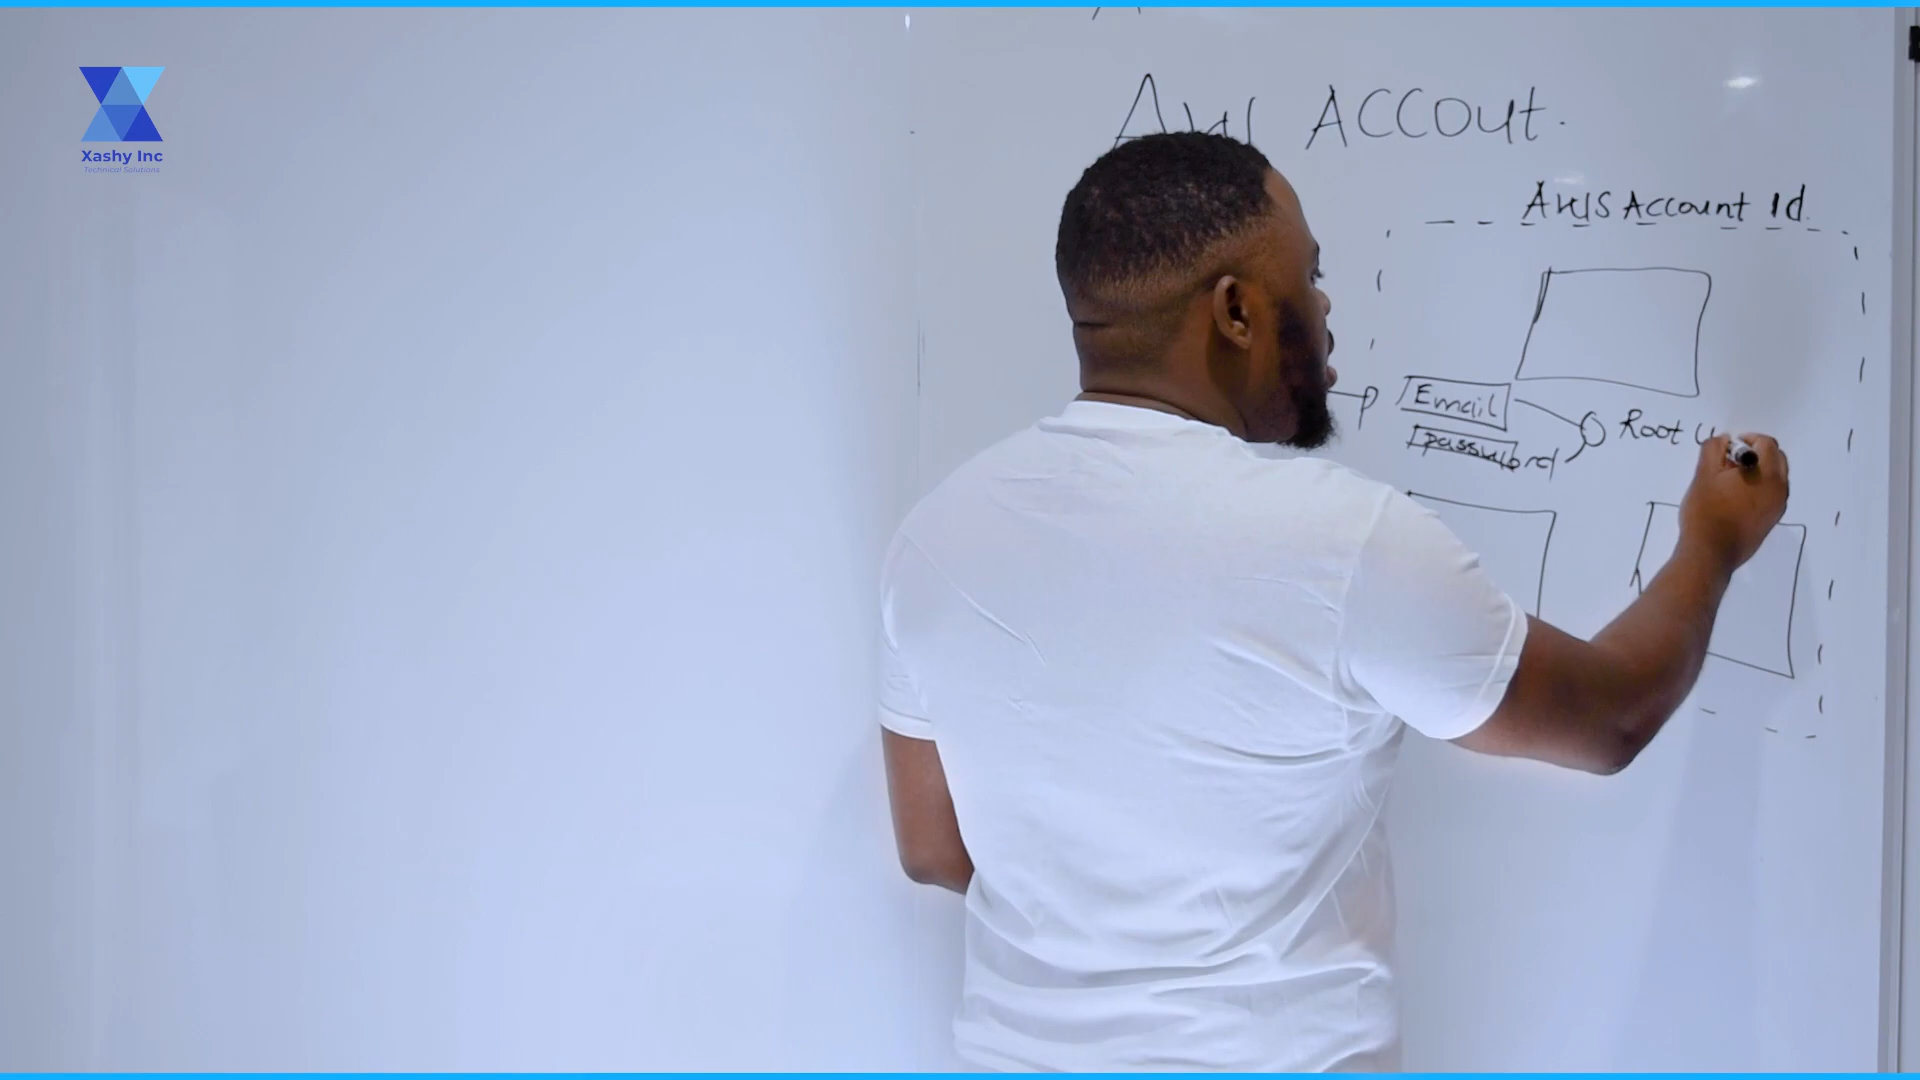 Xashy Inc
Technical Solutions
AWS ACCOUt.
AWS Account Id.
Email
password
Root U